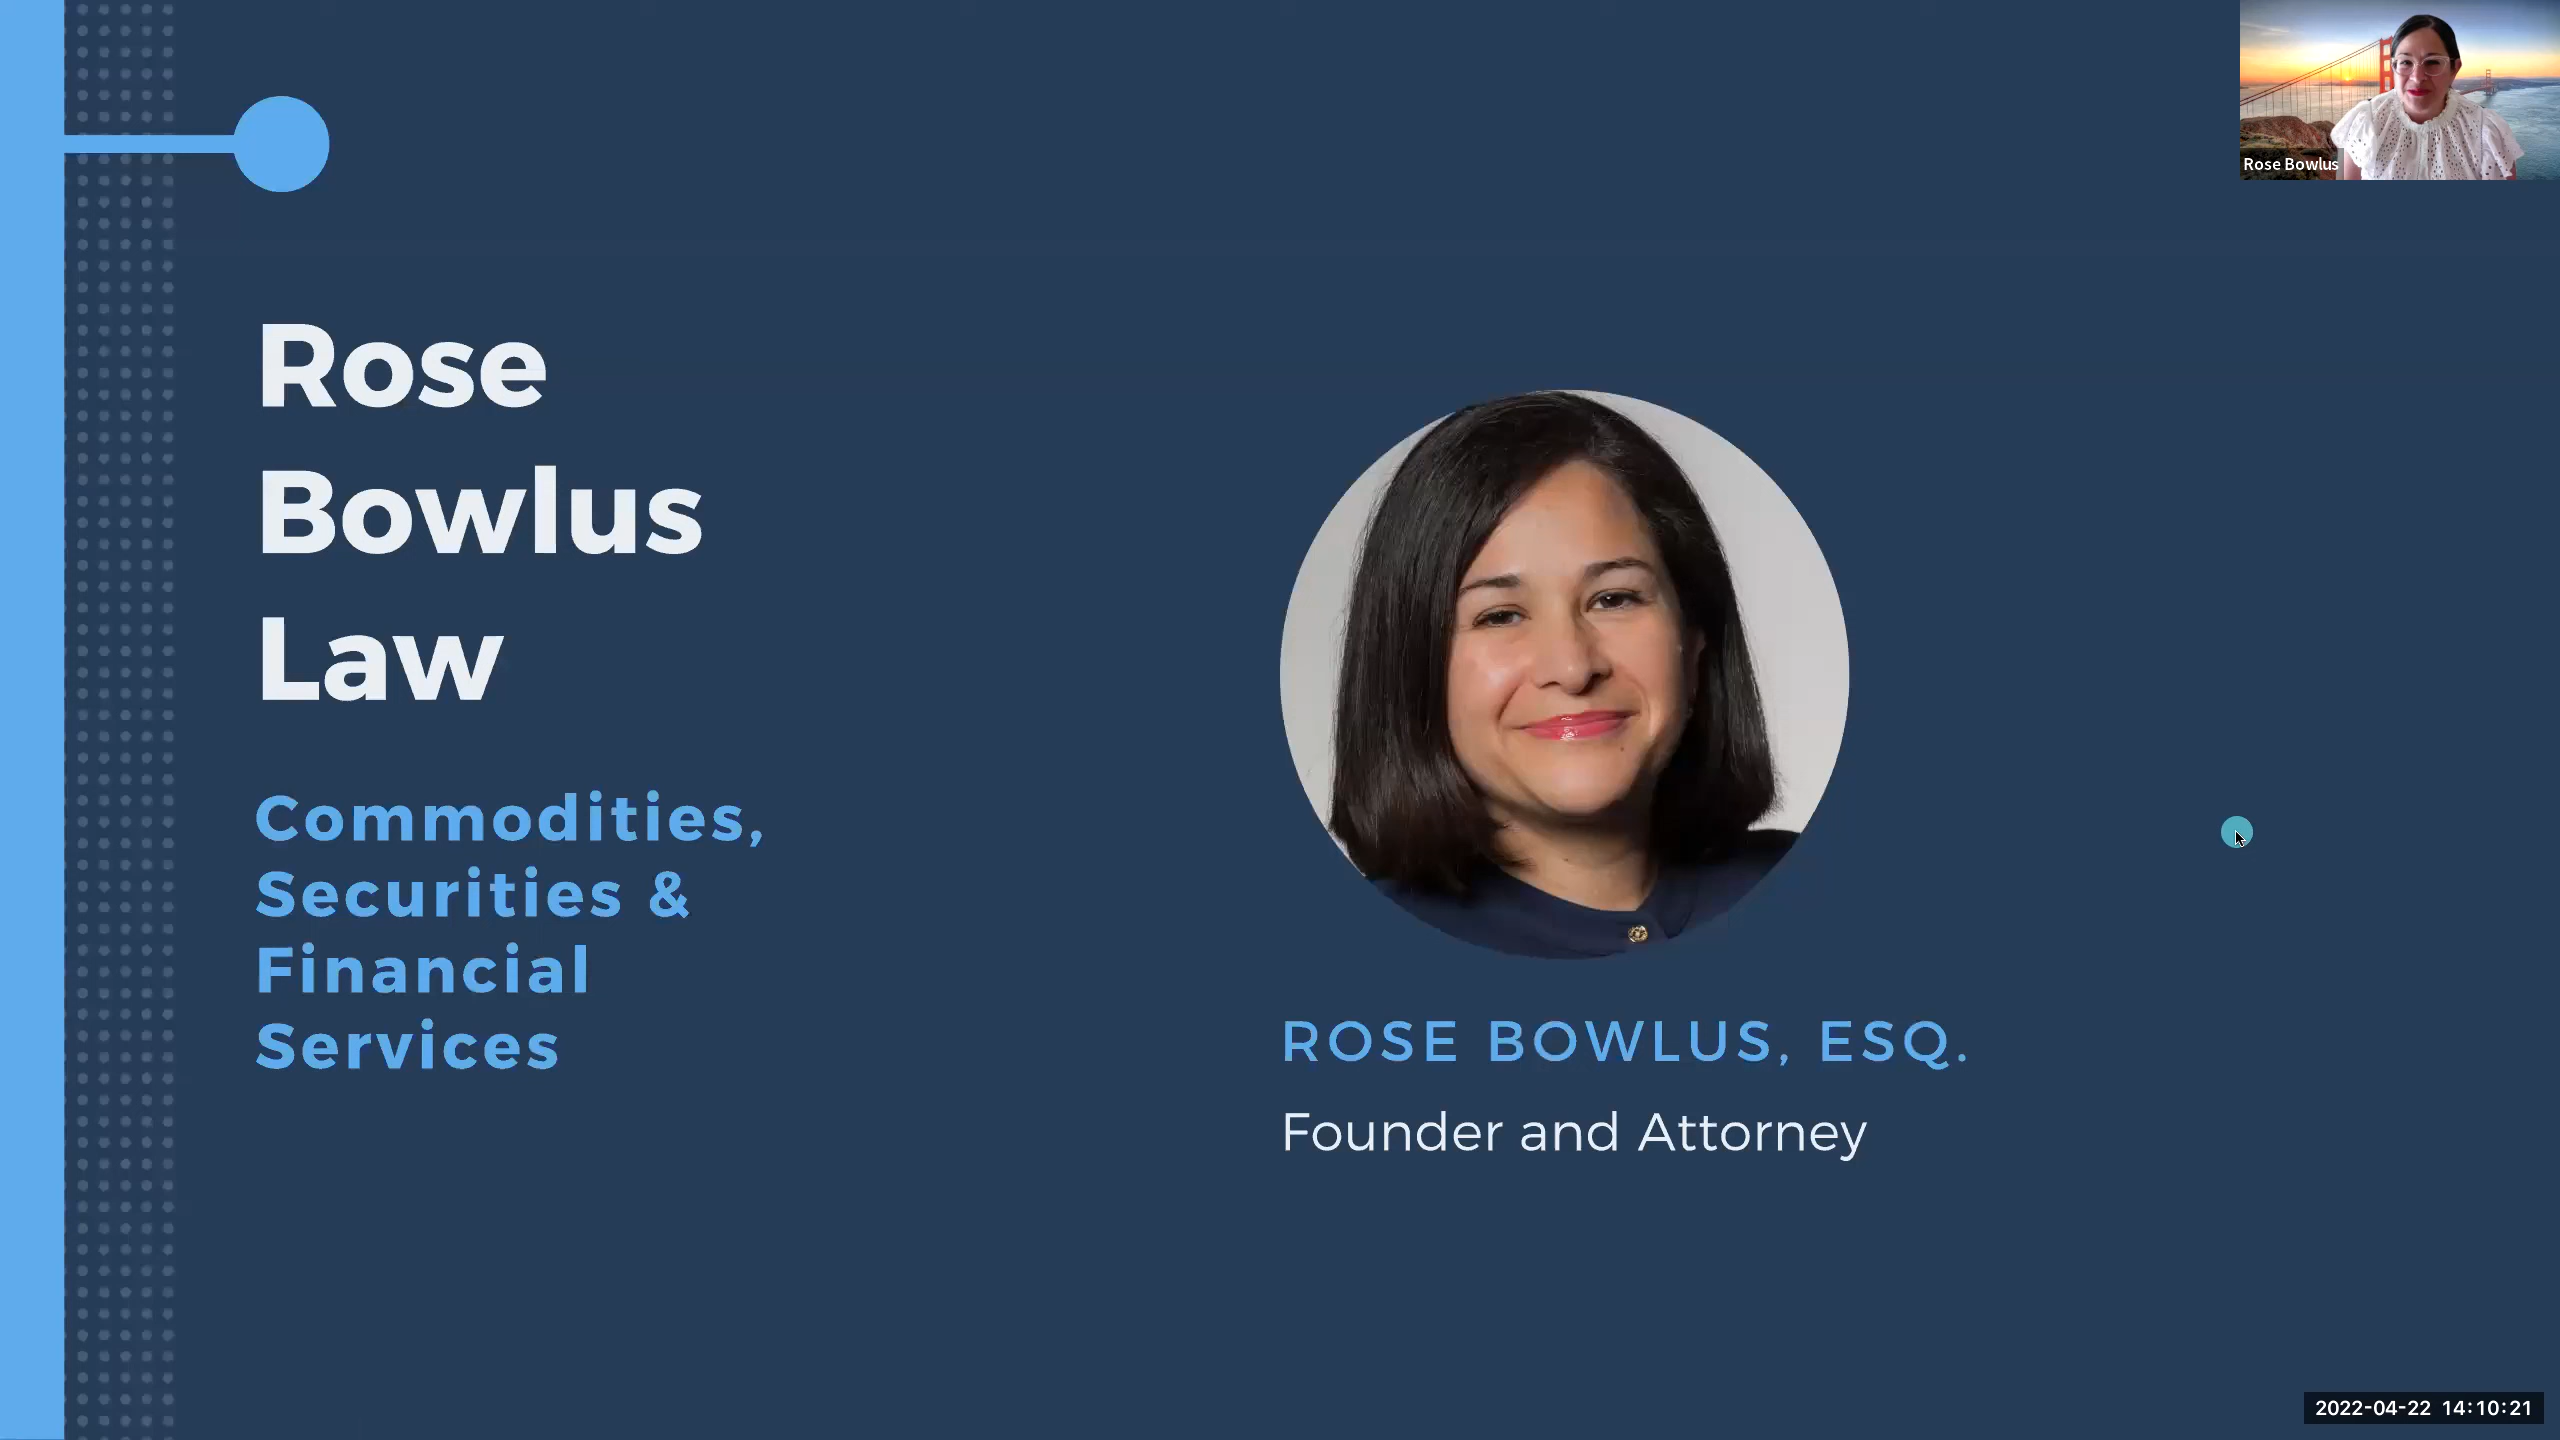 Rose
Bowlus
Law
Commodities,
Securities &
Financial
Services
ROSE BOWLUS, ESQ.
Founder and Attorney
Rose Bowlus
2022-04-22 14:10:21